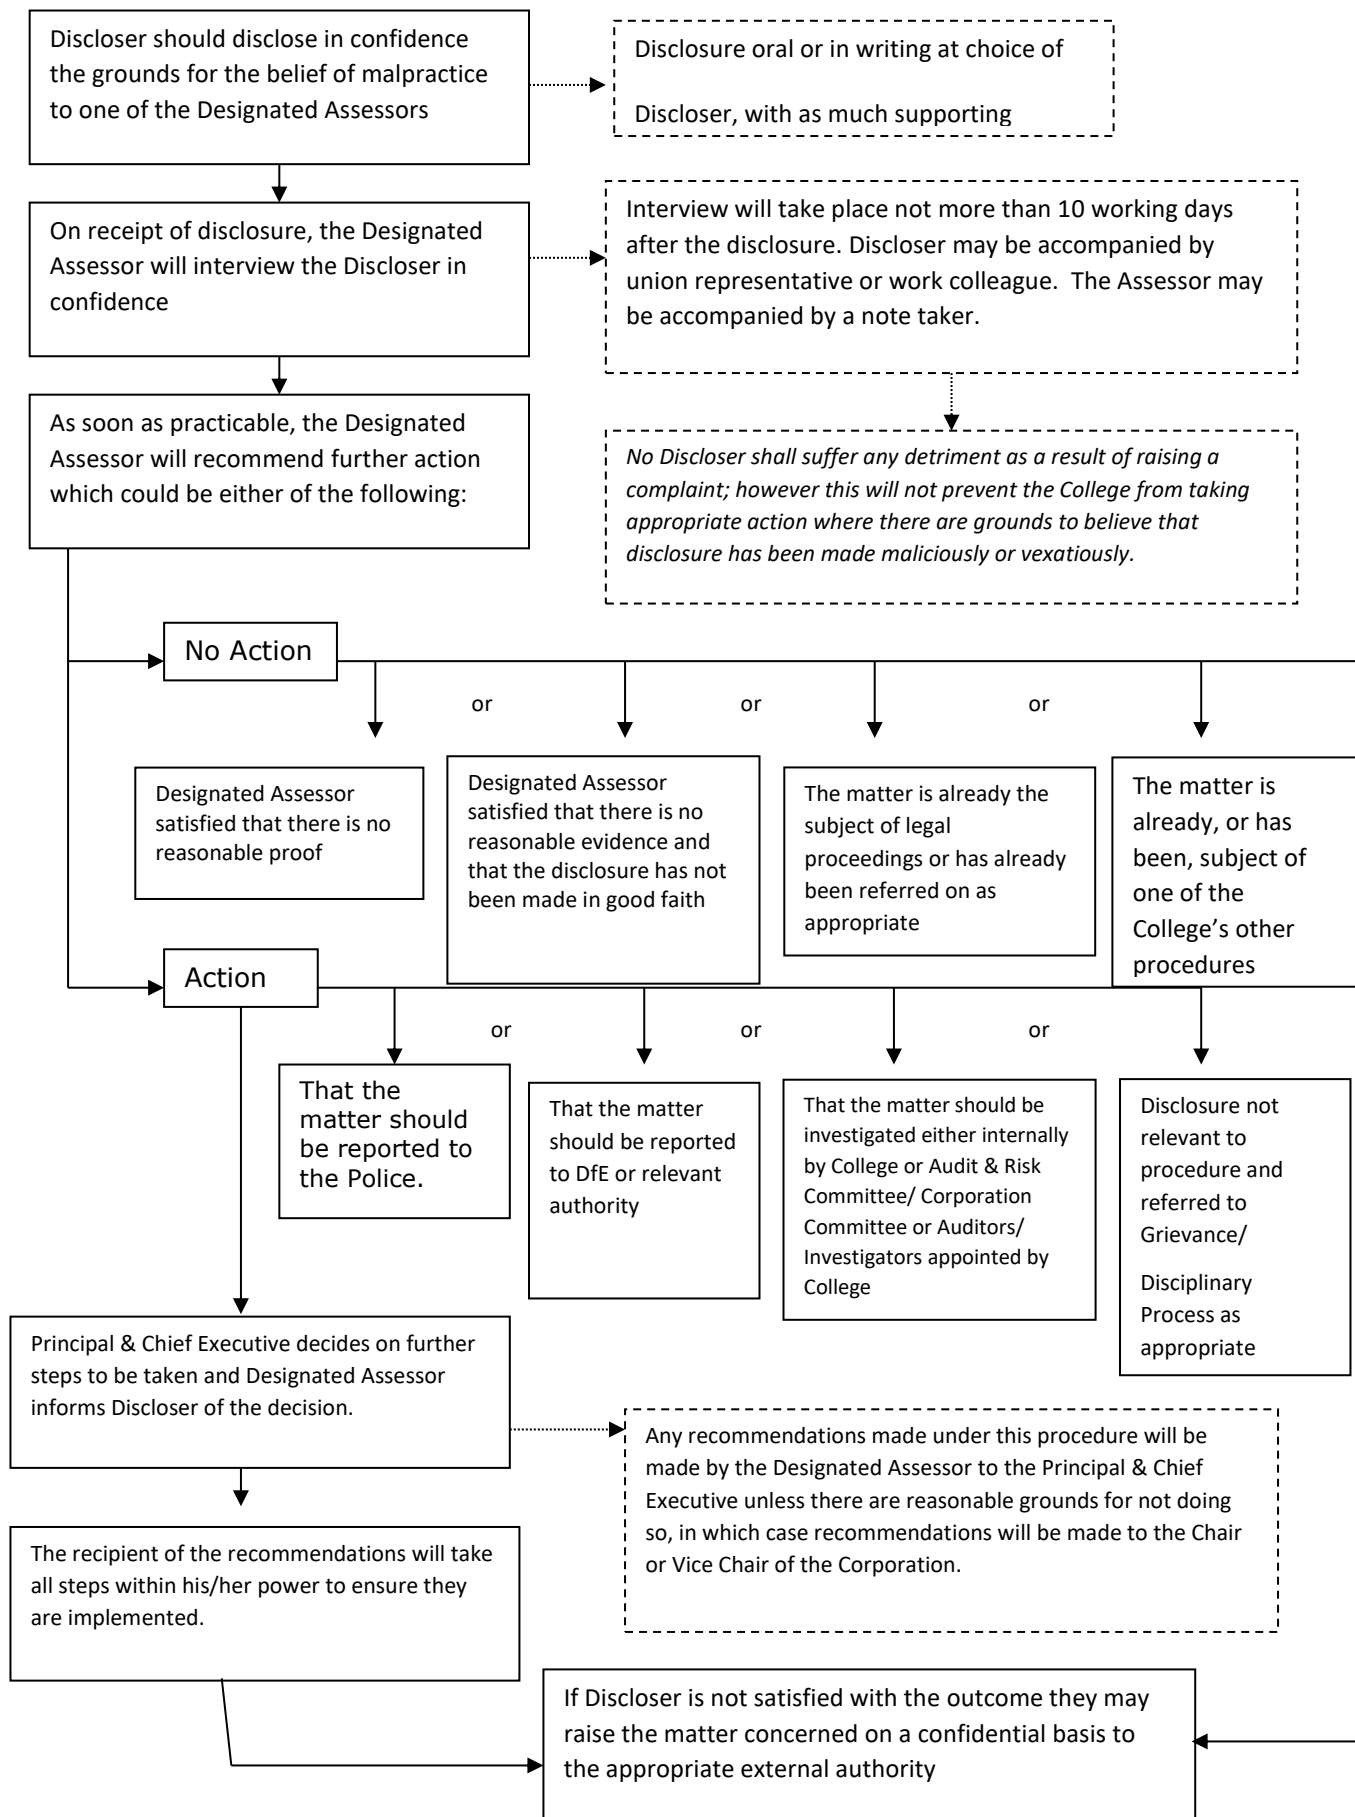 Discloser should disclose in confidence
the grounds for the belief of malpractice
to one of the Designated Assessors
Disclosure oral or in writing at choice of
Discloser, with as much supporting
On receipt of disclosure, the Designated
Assessor will interview the Discloser in
confidence
Interview will take place not more than 10 working days
after the disclosure. Discloser may be accompanied by
union representative or work colleague.  The Assessor may
be accompanied by a note taker.
As soon as practicable, the Designated
Assessor will recommend further action
which could be either of the following:
No Discloser shall suffer any detriment as a result of raising a
complaint; however this will not prevent the College from taking
appropriate action where there are grounds to believe that
disclosure has been made maliciously or vexatiously.
No Action
or
or
or
Designated Assessor
satisfied that there is no
reasonable proof
Designated Assessor
satisfied that there is no
reasonable evidence and
that the disclosure has not
been made in good faith
The matter is already the
subject of legal
proceedings or has already
been referred on as
appropriate
The matter is
already, or has
been, subject of
one of the
College’s other
procedures
Action
or
or
or
That the
matter should
be reported to
the Police.
That the matter
should be reported
to DfE or relevant
authority
That the matter should be
investigated either internally
by College or Audit & Risk
Committee/ Corporation
Committee or Auditors/
Investigators appointed by
College
Disclosure not
relevant to
procedure and
referred to
Grievance/
Disciplinary
Process as
appropriate
Principal & Chief Executive decides on further
steps to be taken and Designated Assessor
informs Discloser of the decision.
Any recommendations made under this procedure will be
made by the Designated Assessor to the Principal & Chief
Executive unless there are reasonable grounds for not doing
so, in which case recommendations will be made to the Chair
or Vice Chair of the Corporation.
The recipient of the recommendations will take
all steps within his/her power to ensure they
are implemented.
If Discloser is not satisfied with the outcome they may
raise the matter concerned on a confidential basis to
the appropriate external authority